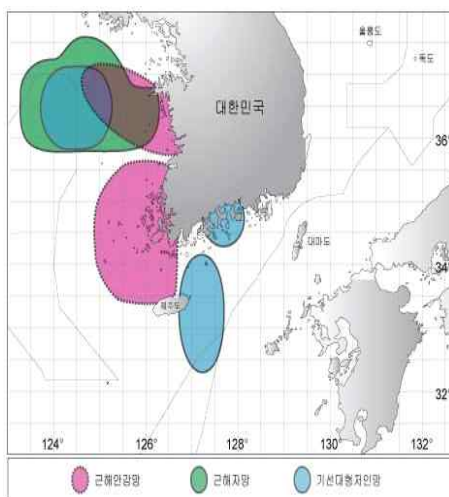 울릉도
독도
대한민국
36°
대마도
34°
제주도
32°
124° 126° 128° 130° 132°
근해안강망 근해자망 기선대형저인망